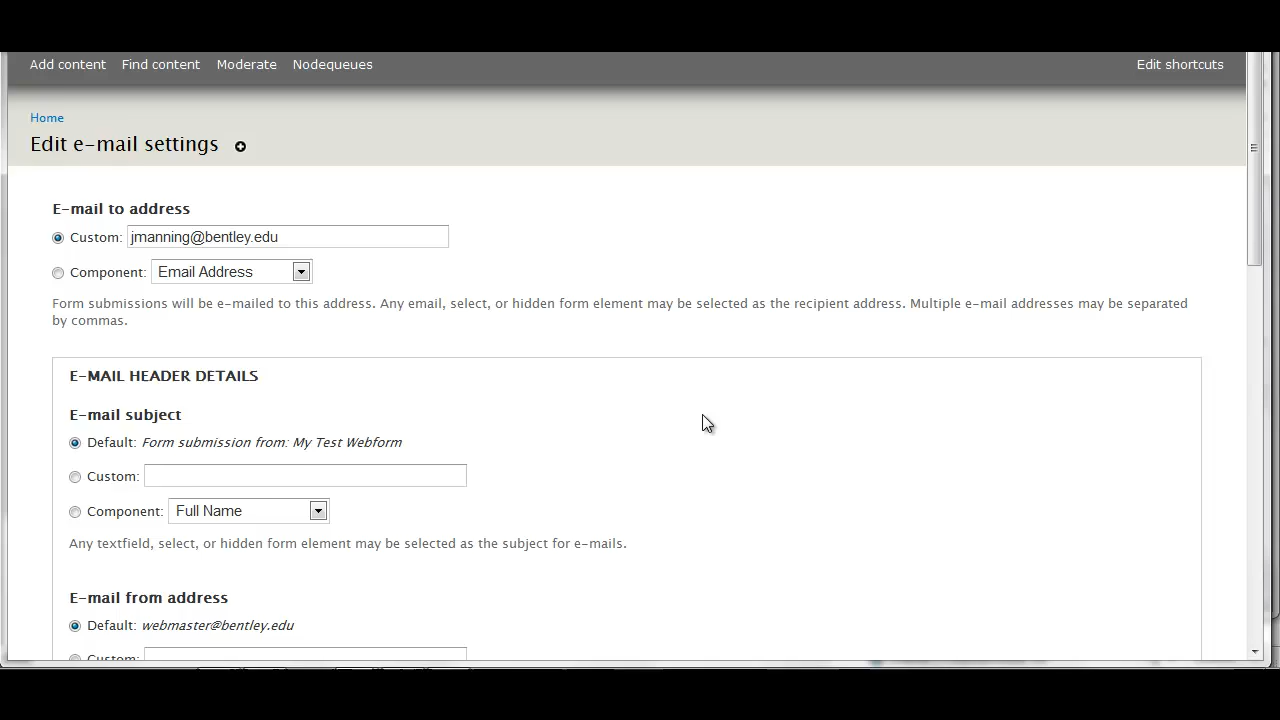 Add content Find content Moderate Nodequeues Edit shortcuts
Home
Edit e-mail settings
E-mail to address
Custom: jmanning@bentley.edu
Component: Email Address
Form submissions will be e-mailed to this address. Any email, select, or hidden form element may be selected as the recipient address. Multiple e-mail addresses may be separated
by commas.
E-MAIL HEADER DETAILS
E-mail subject
Default: Form submission from: My Test Webform
Custom:
Component: Full Name
Any textfield, select, or hidden form element may be selected as the subject for e-mails.
E-mail from address
Default: webmaster@bentley.edu
Custom: